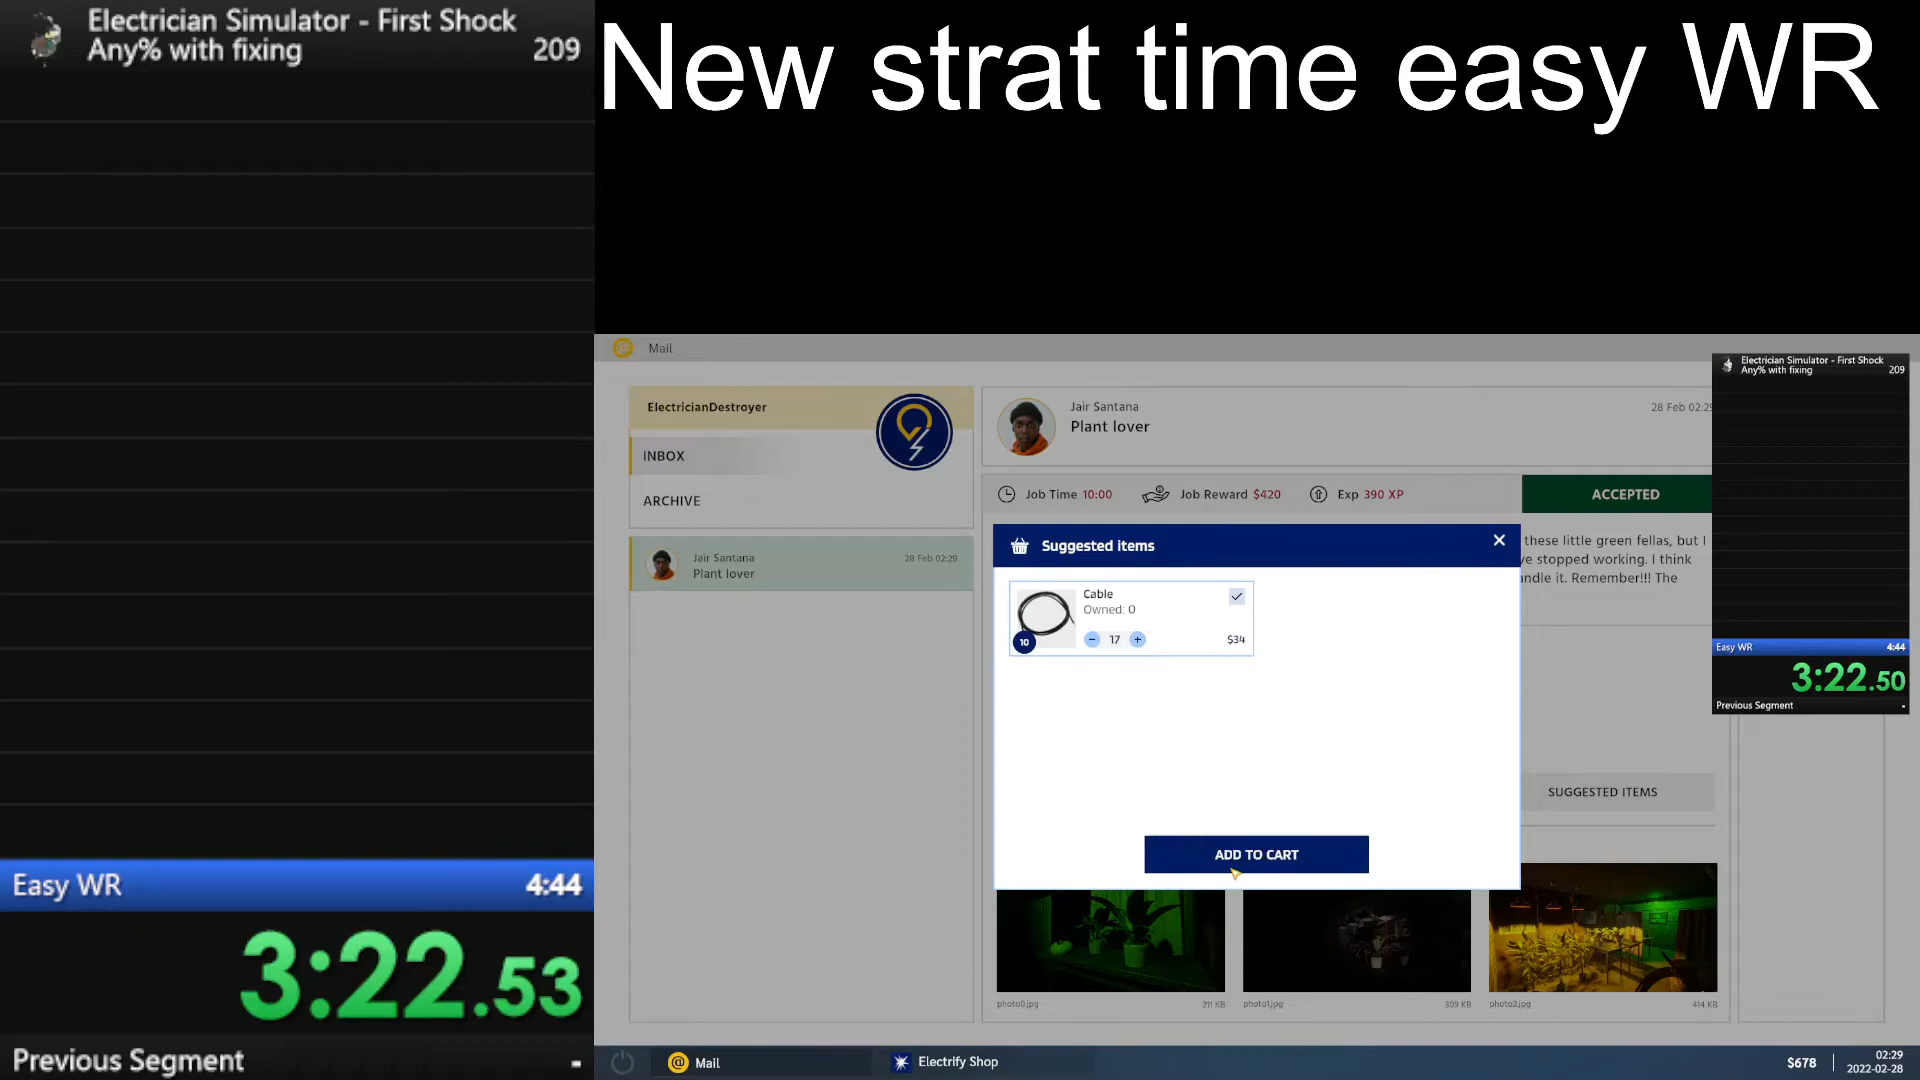 Electrician Simulator - First Shock
Any% with fixing 209
New strat time easy WR
Easy WR 4:44
3:22.53
Previous Segment -
Mail
ElectricianDestroyer
INBOX
ARCHIVE
Jair Santana 28 Feb 02:29
Plant lover
Jair Santana 28 Feb 02:29
Plant lover
Job Time 10:00 Job Reward $420 Exp 390 XP ACCEPTED
these little green fellas, but I
ve stopped working. I think
ndle it. Remember!!! The
Suggested items
Cable
Owned: 0
10 17 $34
ADD TO CART
SUGGESTED ITEMS
photo0.jpg 211 KB photo1.jpg 309 KB photo2.jpg 414 KB
Electrician Simulator - First Shock
Any% with fixing 209
Easy WR 4:44
3:22.50
Previous Segment -
Mail Electrify Shop $678 02:29
2022-02-28